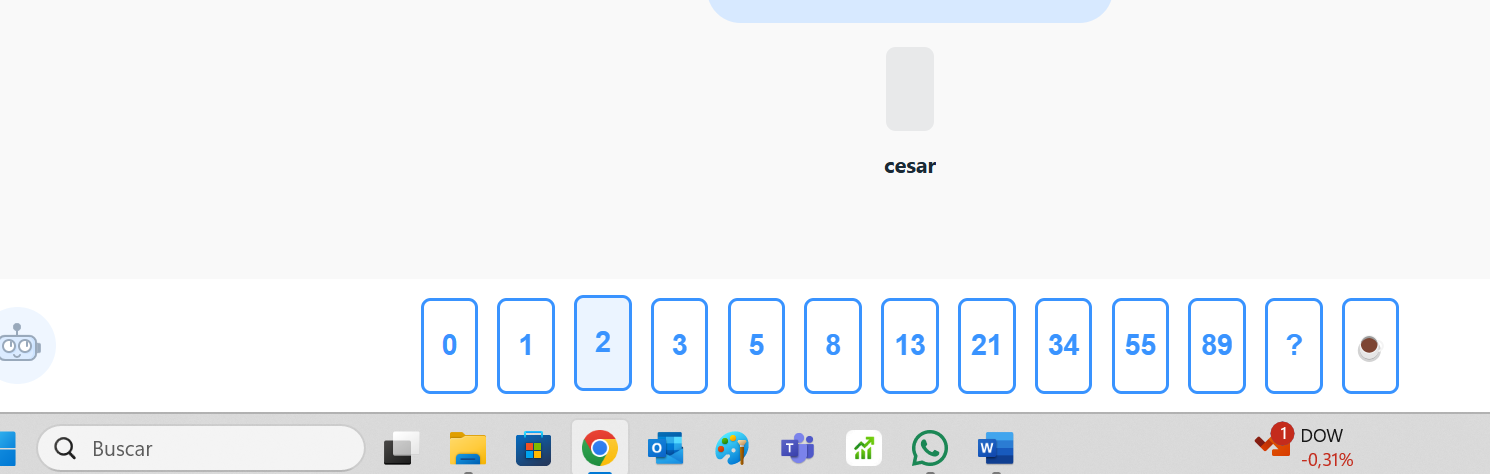 cesar
0 1 2 3 5 8 13 21 34 55 89 ?
Buscar
1 DOW
-0,31%